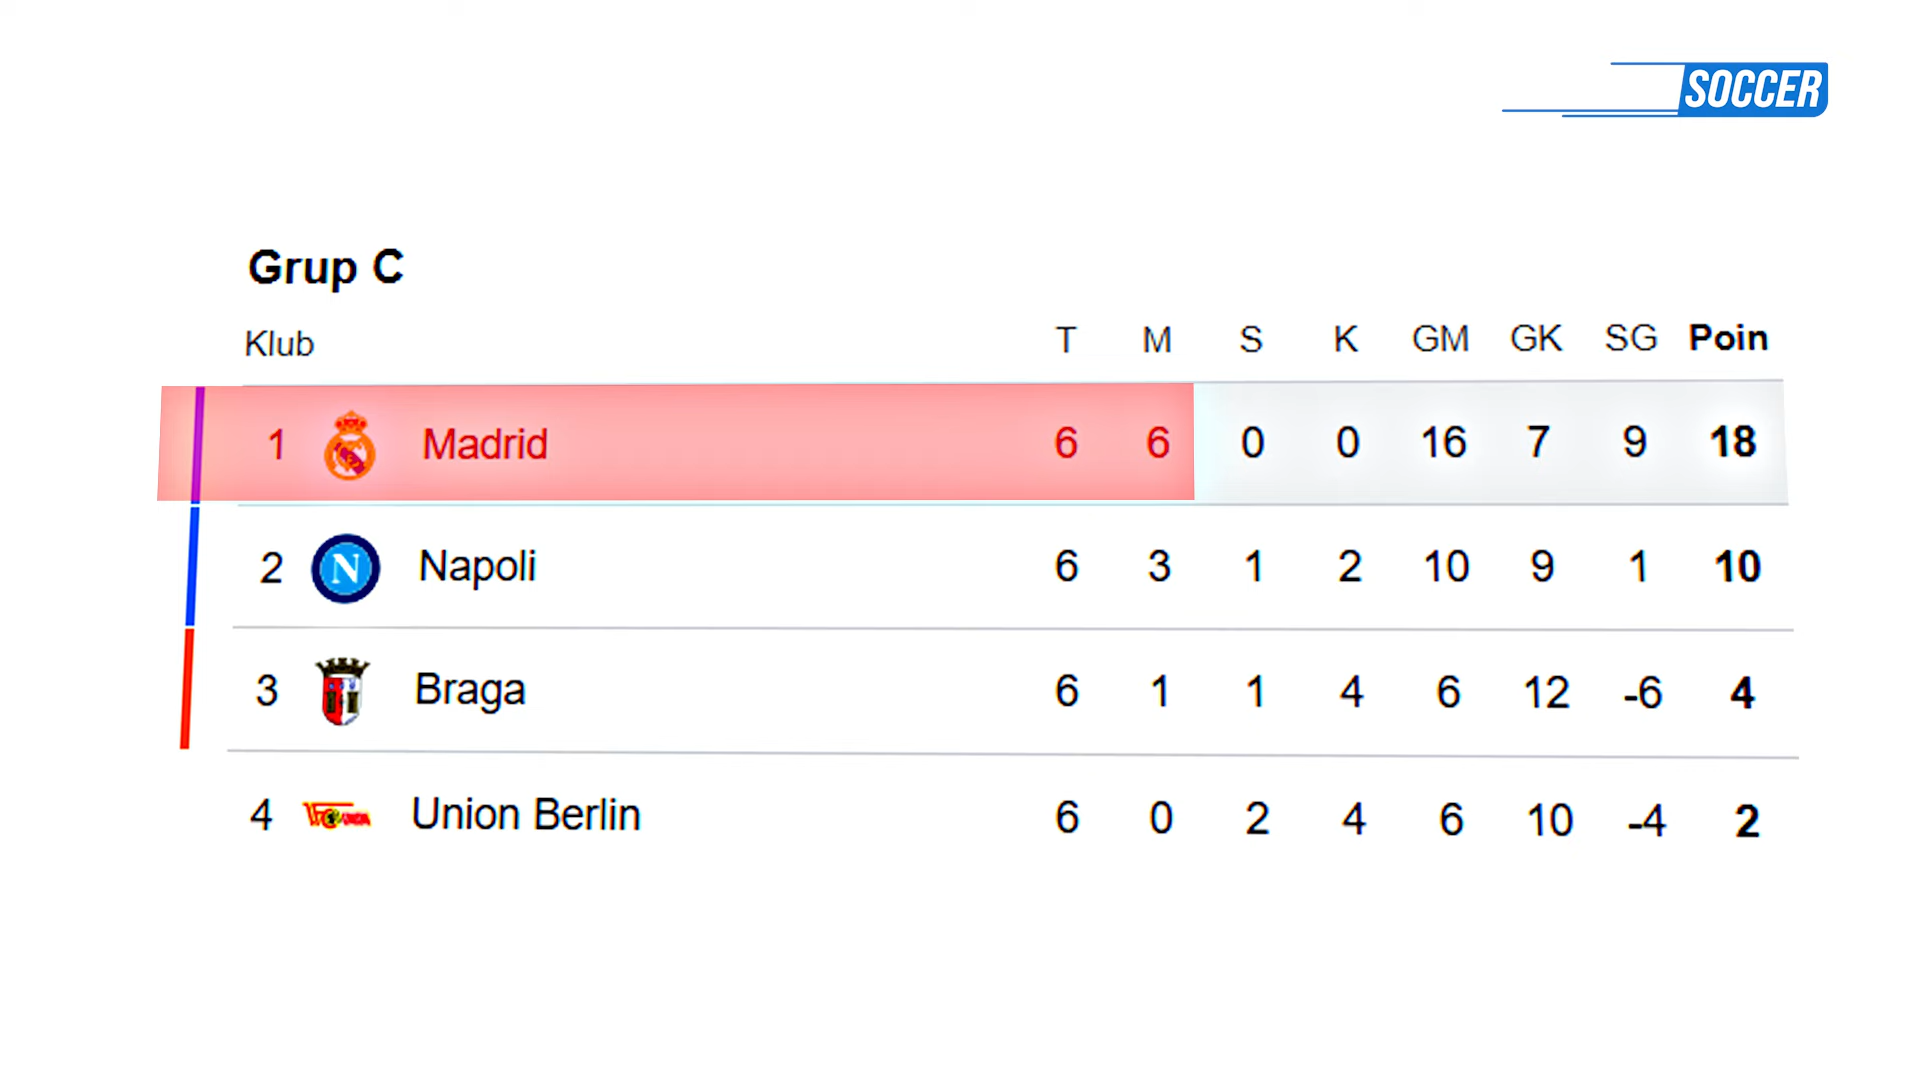 SOCCER
Grup C
Klub T M S K GM GK SG Poin
1 Madrid 6 6 0 0 16 7 9 18
2 N Napoli 6 3 1 2 10 9 1 10
3 Braga 6 1 1 4 6 12 -6 4
4 Union Berlin 6 0 2 4 6 10 -4 2